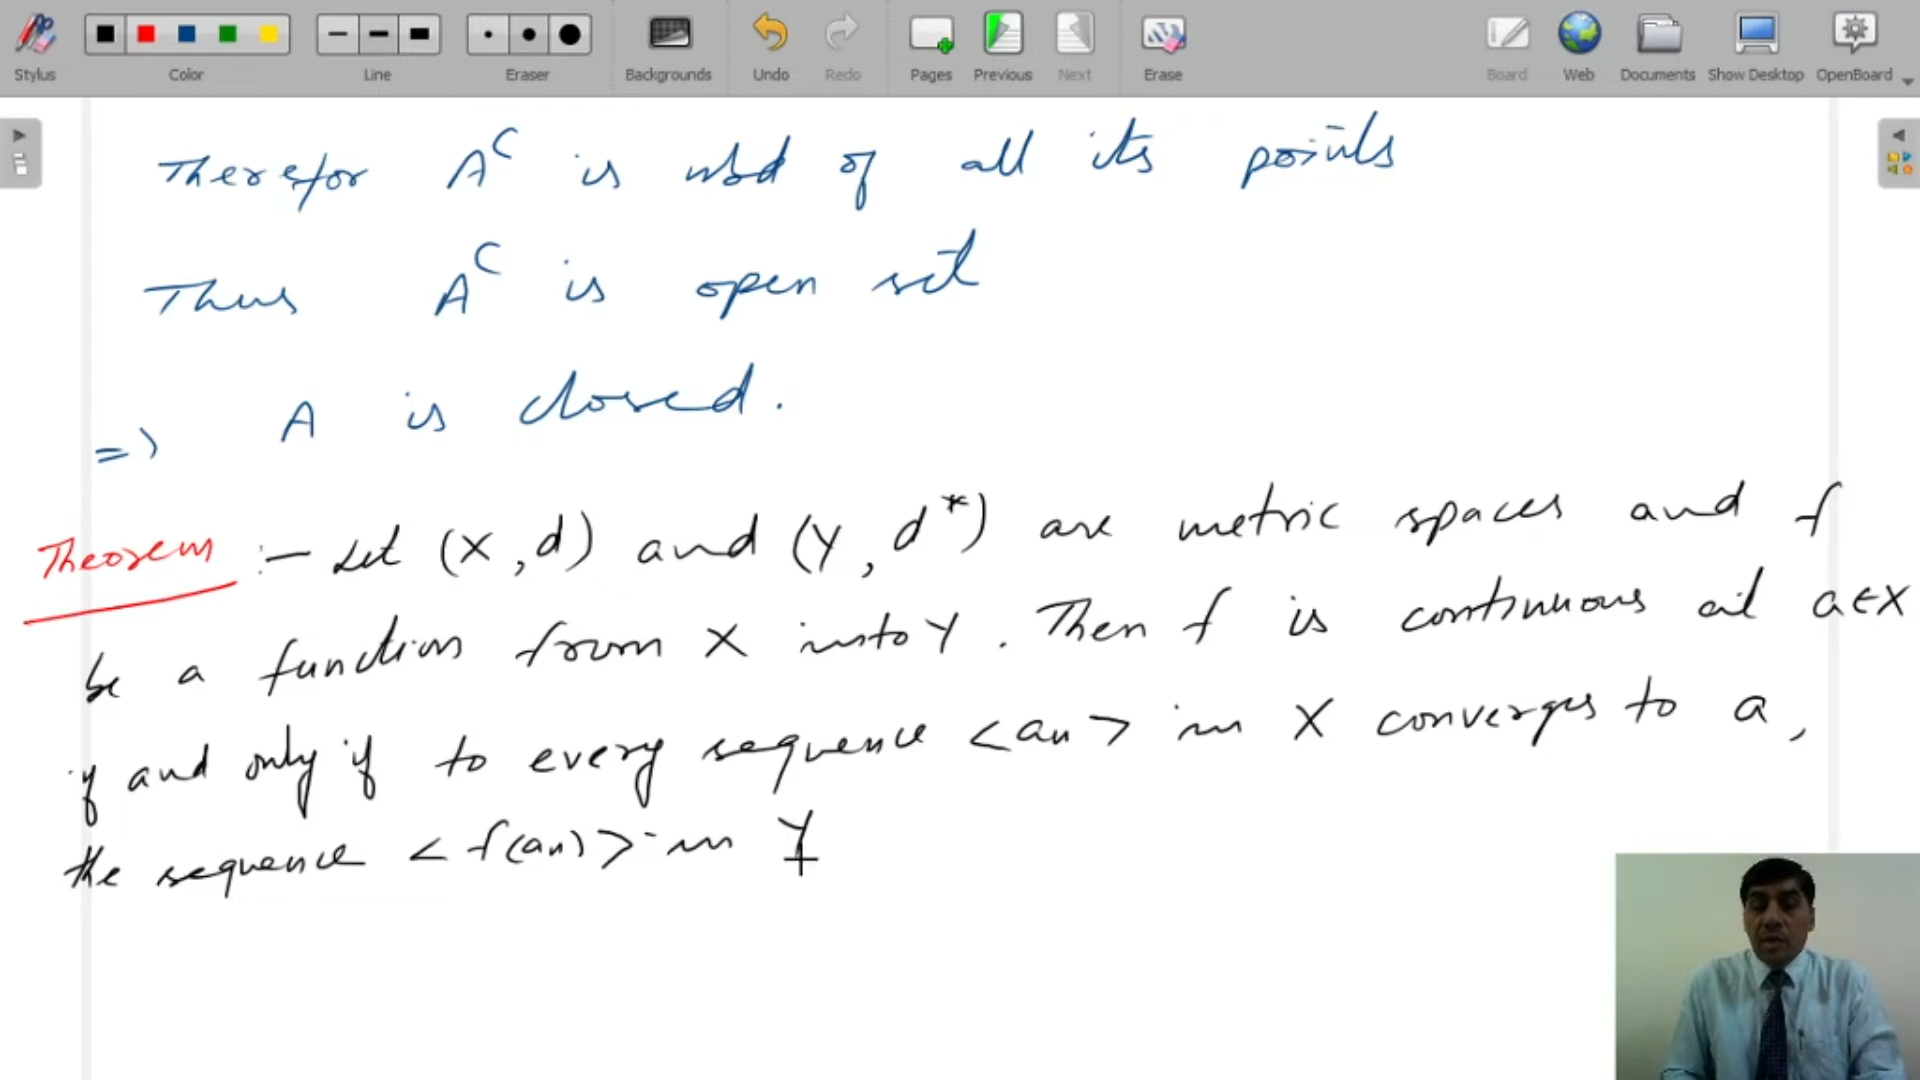 Stylus Color Line Eraser Backgrounds Undo Redo Pages Previous Next Erase Board Web Documents Show Desktop OpenBoard
Therefor A^C is nbd of all its points
Thus A^C is open set
=> A is closed.
Theorem :- Let (X, d) and (Y, d*) are metric spaces and f
be a function from X into Y. Then f is continuous at a∈X
if and only if to every sequence <an> in X converges to a,
the sequence <f(an)> in Y